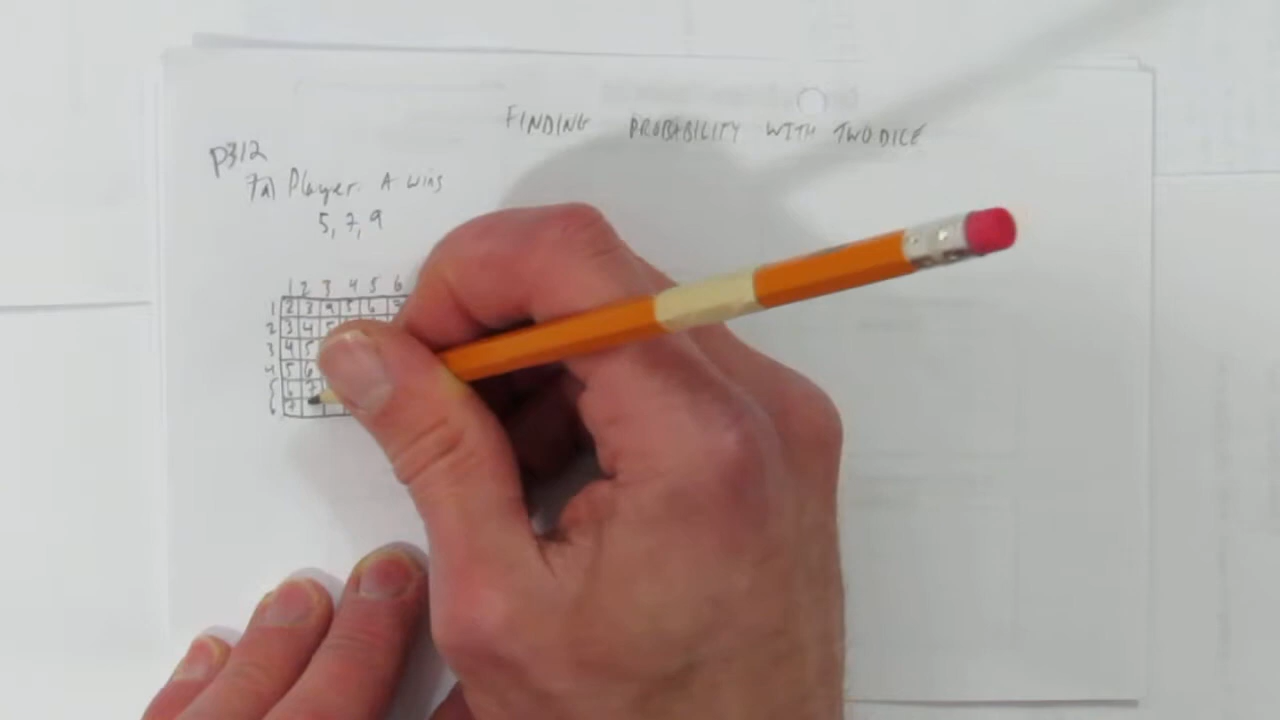 FINDING PROBABILITY WITH TWO DICE
p312
7a) Player A wins
5, 7, 9
1 2 3 4 5 6
1 2 3 4 5 6 7
2 3 4 5
3 4 5
4 5 6
5 6 7
6 7